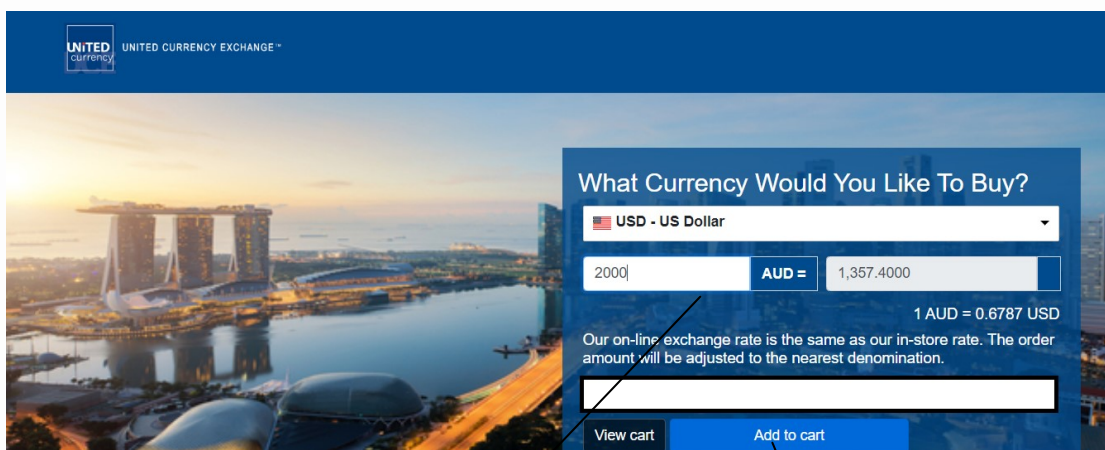 UNiTED
currency
UNITED CURRENCY EXCHANGE™
What Currency Would You Like To Buy?
USD - US Dollar
2000 AUD = 1,357.4000
1 AUD = 0.6787 USD
Our on-line exchange rate is the same as our in-store rate. The order
amount will be adjusted to the nearest denomination.
View cart Add to cart